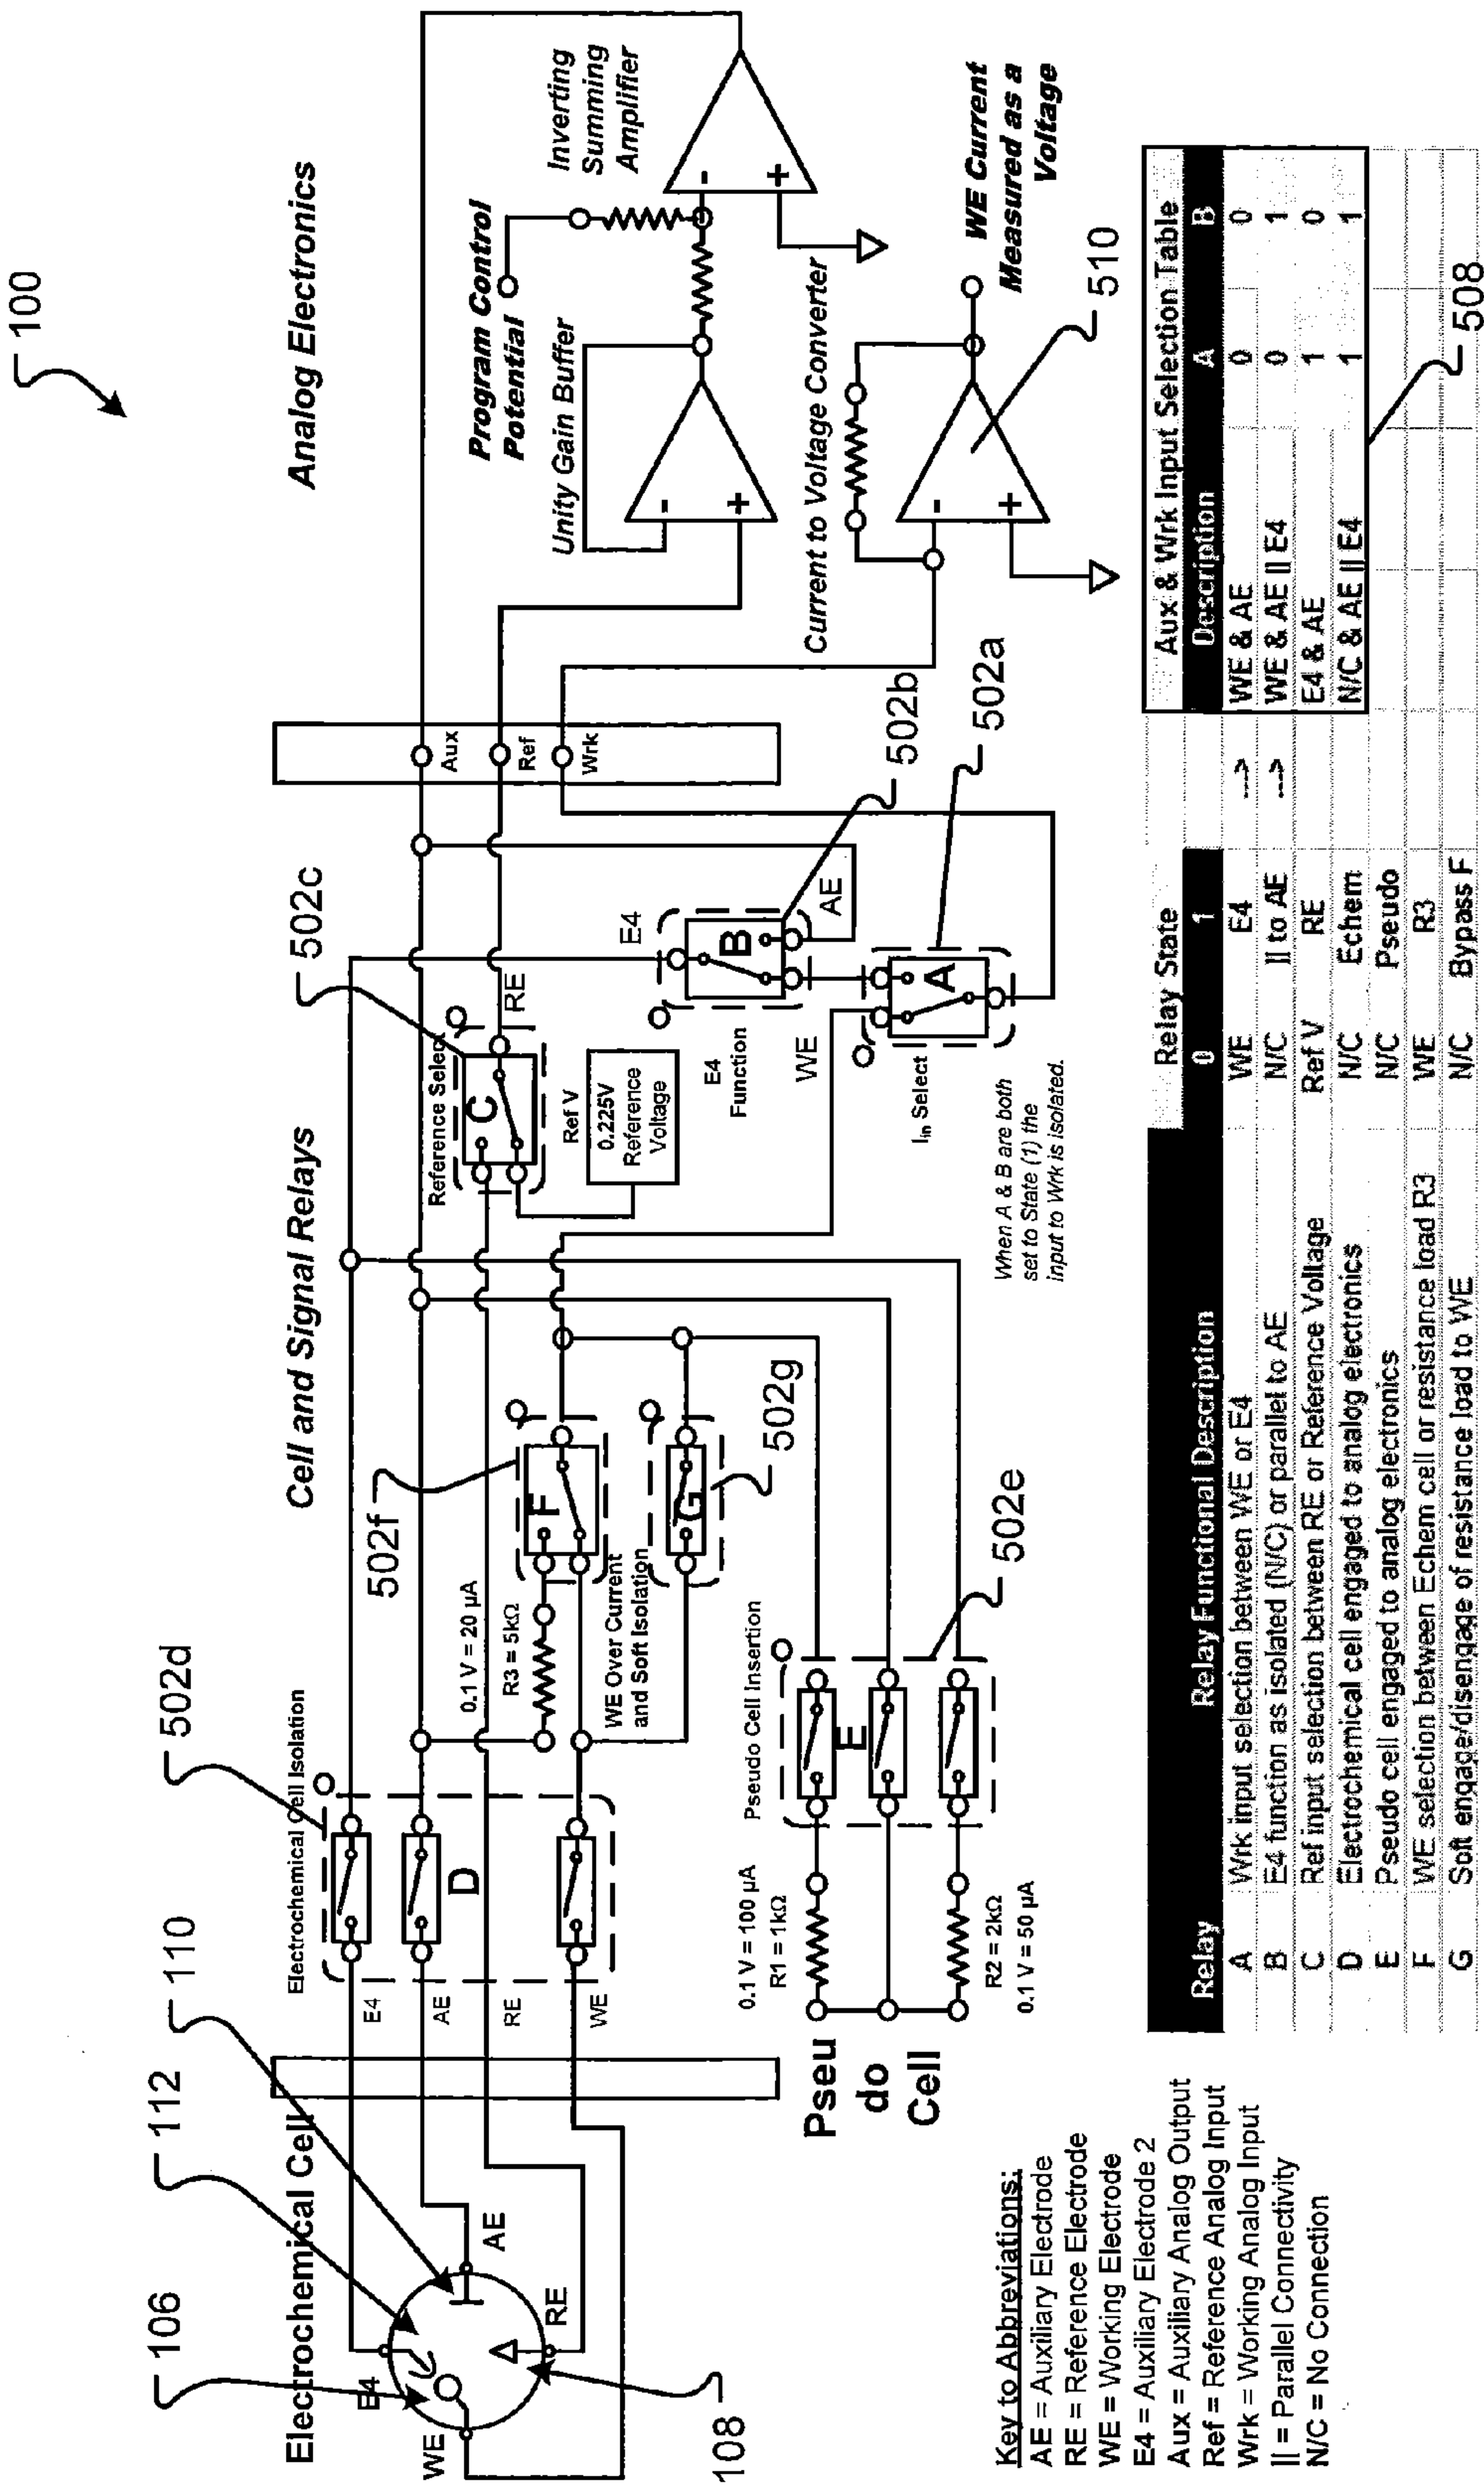 100
Electrochemical Cell
Cell and Signal Relays
Analog Electronics
106
112
110
502d
502f
502c
E4
WE
AE
RE
108
Electrochemical Cell Isolation
E4
AE
D
RE
WE
0.1 V = 20 µA
R3 = 5kΩ
WE Over Current
and Soft Isolation
F
G
502g
Reference Select
C
RE
Ref V
0.225V
Reference
Voltage
E4
B
AE
E4
Function
WE
A
I in Select
502b
502a
When A & B are both
set to State (1) the
input to Wrk is isolated.
Aux
Ref
Wrk
Program Control
Potential
Unity Gain Buffer
-
+
Inverting
Summing
Amplifier
-
+
Current to Voltage Converter
-
+
WE Current
Measured as a
Voltage
510
Pseudo Cell Insertion
E
502e
0.1 V = 100 µA
R1 = 1kΩ
R2 = 2kΩ
0.1 V = 50 µA
Pseu
do
Cell
Key to Abbreviations:
AE = Auxiliary Electrode
RE = Reference Electrode
WE = Working Electrode
E4 = Auxiliary Electrode 2
Aux = Auxiliary Analog Output
Ref = Reference Analog Input
Wrk = Working Analog Input
|| = Parallel Connectivity
N/C = No Connection
Relay State
Relay Relay Functional Description 0 1
A Wrk input selection between WE or E4 WE E4 --->
B E4 function as isolated (N/C) or parallel to AE N/C || to AE --->
C Ref input selection between RE or Reference Voltage Ref V RE
D Electrochemical cell engaged to analog electronics N/C Echem
E Pseudo cell engaged to analog electronics N/C Pseudo
F WE selection between Echem cell or resistance load R3 WE R3
G Soft engage/disengage of resistance load to WE N/C Bypass F
Aux & Wrk Input Selection Table
Description A B
WE & AE 0 0
WE & AE || E4 0 1
E4 & AE 1 0
N/C & AE || E4 1 1
508